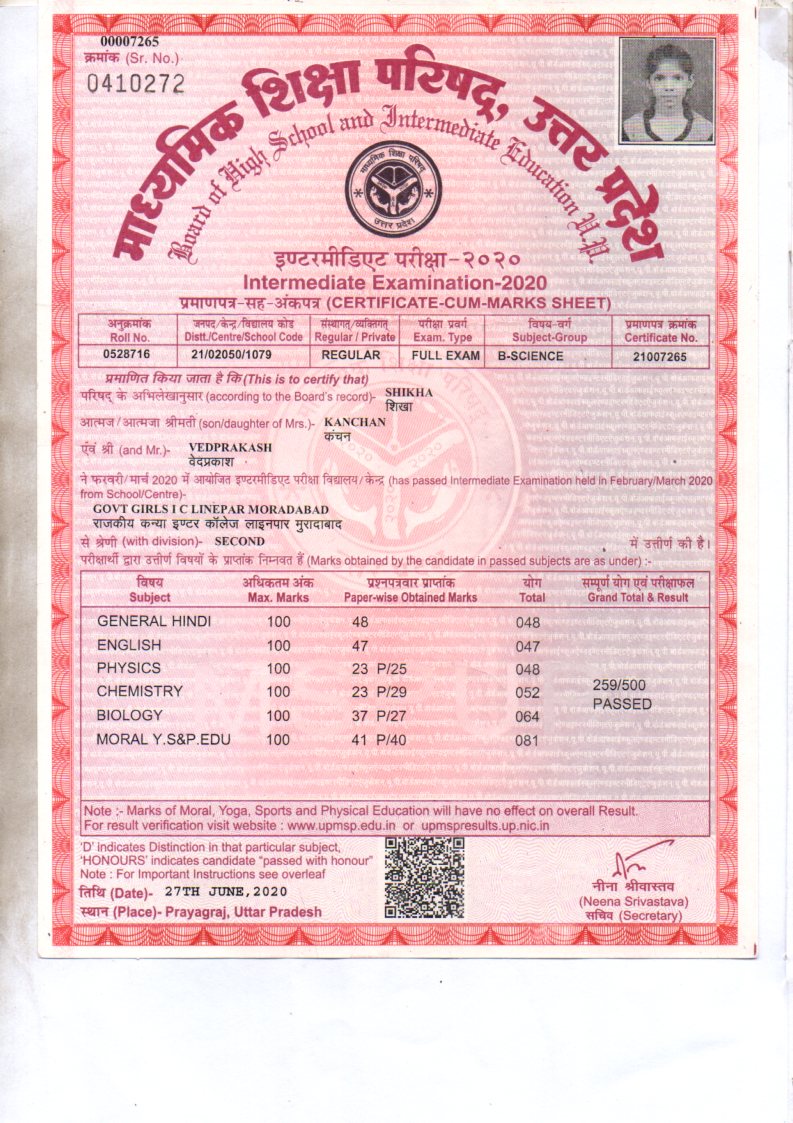 00007265
क्रमांक (Sr. No.)
0410272
माध्यमिक शिक्षा परिषद्, उत्तर प्रदेश
Board of High School and Intermediate Education U.P.
माध्यमिक शिक्षा परिषद्
उत्तर प्रदेश
इण्टरमीडिएट परीक्षा-२०२०
Intermediate Examination-2020
प्रमाणपत्र-सह-अंकपत्र (CERTIFICATE-CUM-MARKS SHEET)
अनुक्रमांक जनपद/केन्द्र/विद्यालय कोड संस्थागत्/व्यक्तिगत् परीक्षा प्रवर्ग विषय-वर्ग प्रमाणपत्र क्रमांक
Roll No. Distt./Centre/School Code Regular / Private Exam. Type Subject-Group Certificate No.
0528716 21/02050/1079 REGULAR FULL EXAM B-SCIENCE 21007265
प्रमाणित किया जाता है कि (This is to certify that)
परिषद् के अभिलेखानुसार (according to the Board's record)- SHIKHA
शिखा
आत्मज/आत्मजा श्रीमती (son/daughter of Mrs.)- KANCHAN
कंचन
एंवं श्री (and Mr.)- VEDPRAKASH
वेदप्रकाश
ने फरवरी/मार्च 2020 में आयोजित इण्टरमीडिएट परीक्षा विद्यालय/केन्द्र (has passed Intermediate Examination held in February/March 2020
from School/Centre)-
GOVT GIRLS I C LINEPAR MORADABAD
राजकीय कन्या इण्टर कॉलेज लाइनपार मुरादाबाद
से श्रेणी (with division)- SECOND में उत्तीर्ण की है।
परीक्षार्थी द्वारा उत्तीर्ण विषयों के प्राप्तांक निम्नवत हैं (Marks obtained by the candidate in passed subjects are as under) :-
विषय अधिकतम अंक प्रश्नपत्रवार प्राप्तांक योग सम्पूर्ण योग एवं परीक्षाफल
Subject Max. Marks Paper-wise Obtained Marks Total Grand Total & Result
GENERAL HINDI 100 48 048
ENGLISH 100 47 047
PHYSICS 100 23 P/25 048
CHEMISTRY 100 23 P/29 052 259/500
BIOLOGY 100 37 P/27 064 PASSED
MORAL Y.S&P.EDU 100 41 P/40 081
Note :- Marks of Moral, Yoga, Sports and Physical Education will have no effect on overall Result.
For result verification visit website : www.upmsp.edu.in or upmspresults.up.nic.in
'D' indicates Distinction in that particular subject,
'HONOURS' indicates candidate "passed with honour"
Note : For Important Instructions see overleaf
तिथि (Date)- 27TH JUNE,2020
स्थान (Place)- Prayagraj, Uttar Pradesh
नीना श्रीवास्तव
(Neena Srivastava)
सचिव (Secretary)